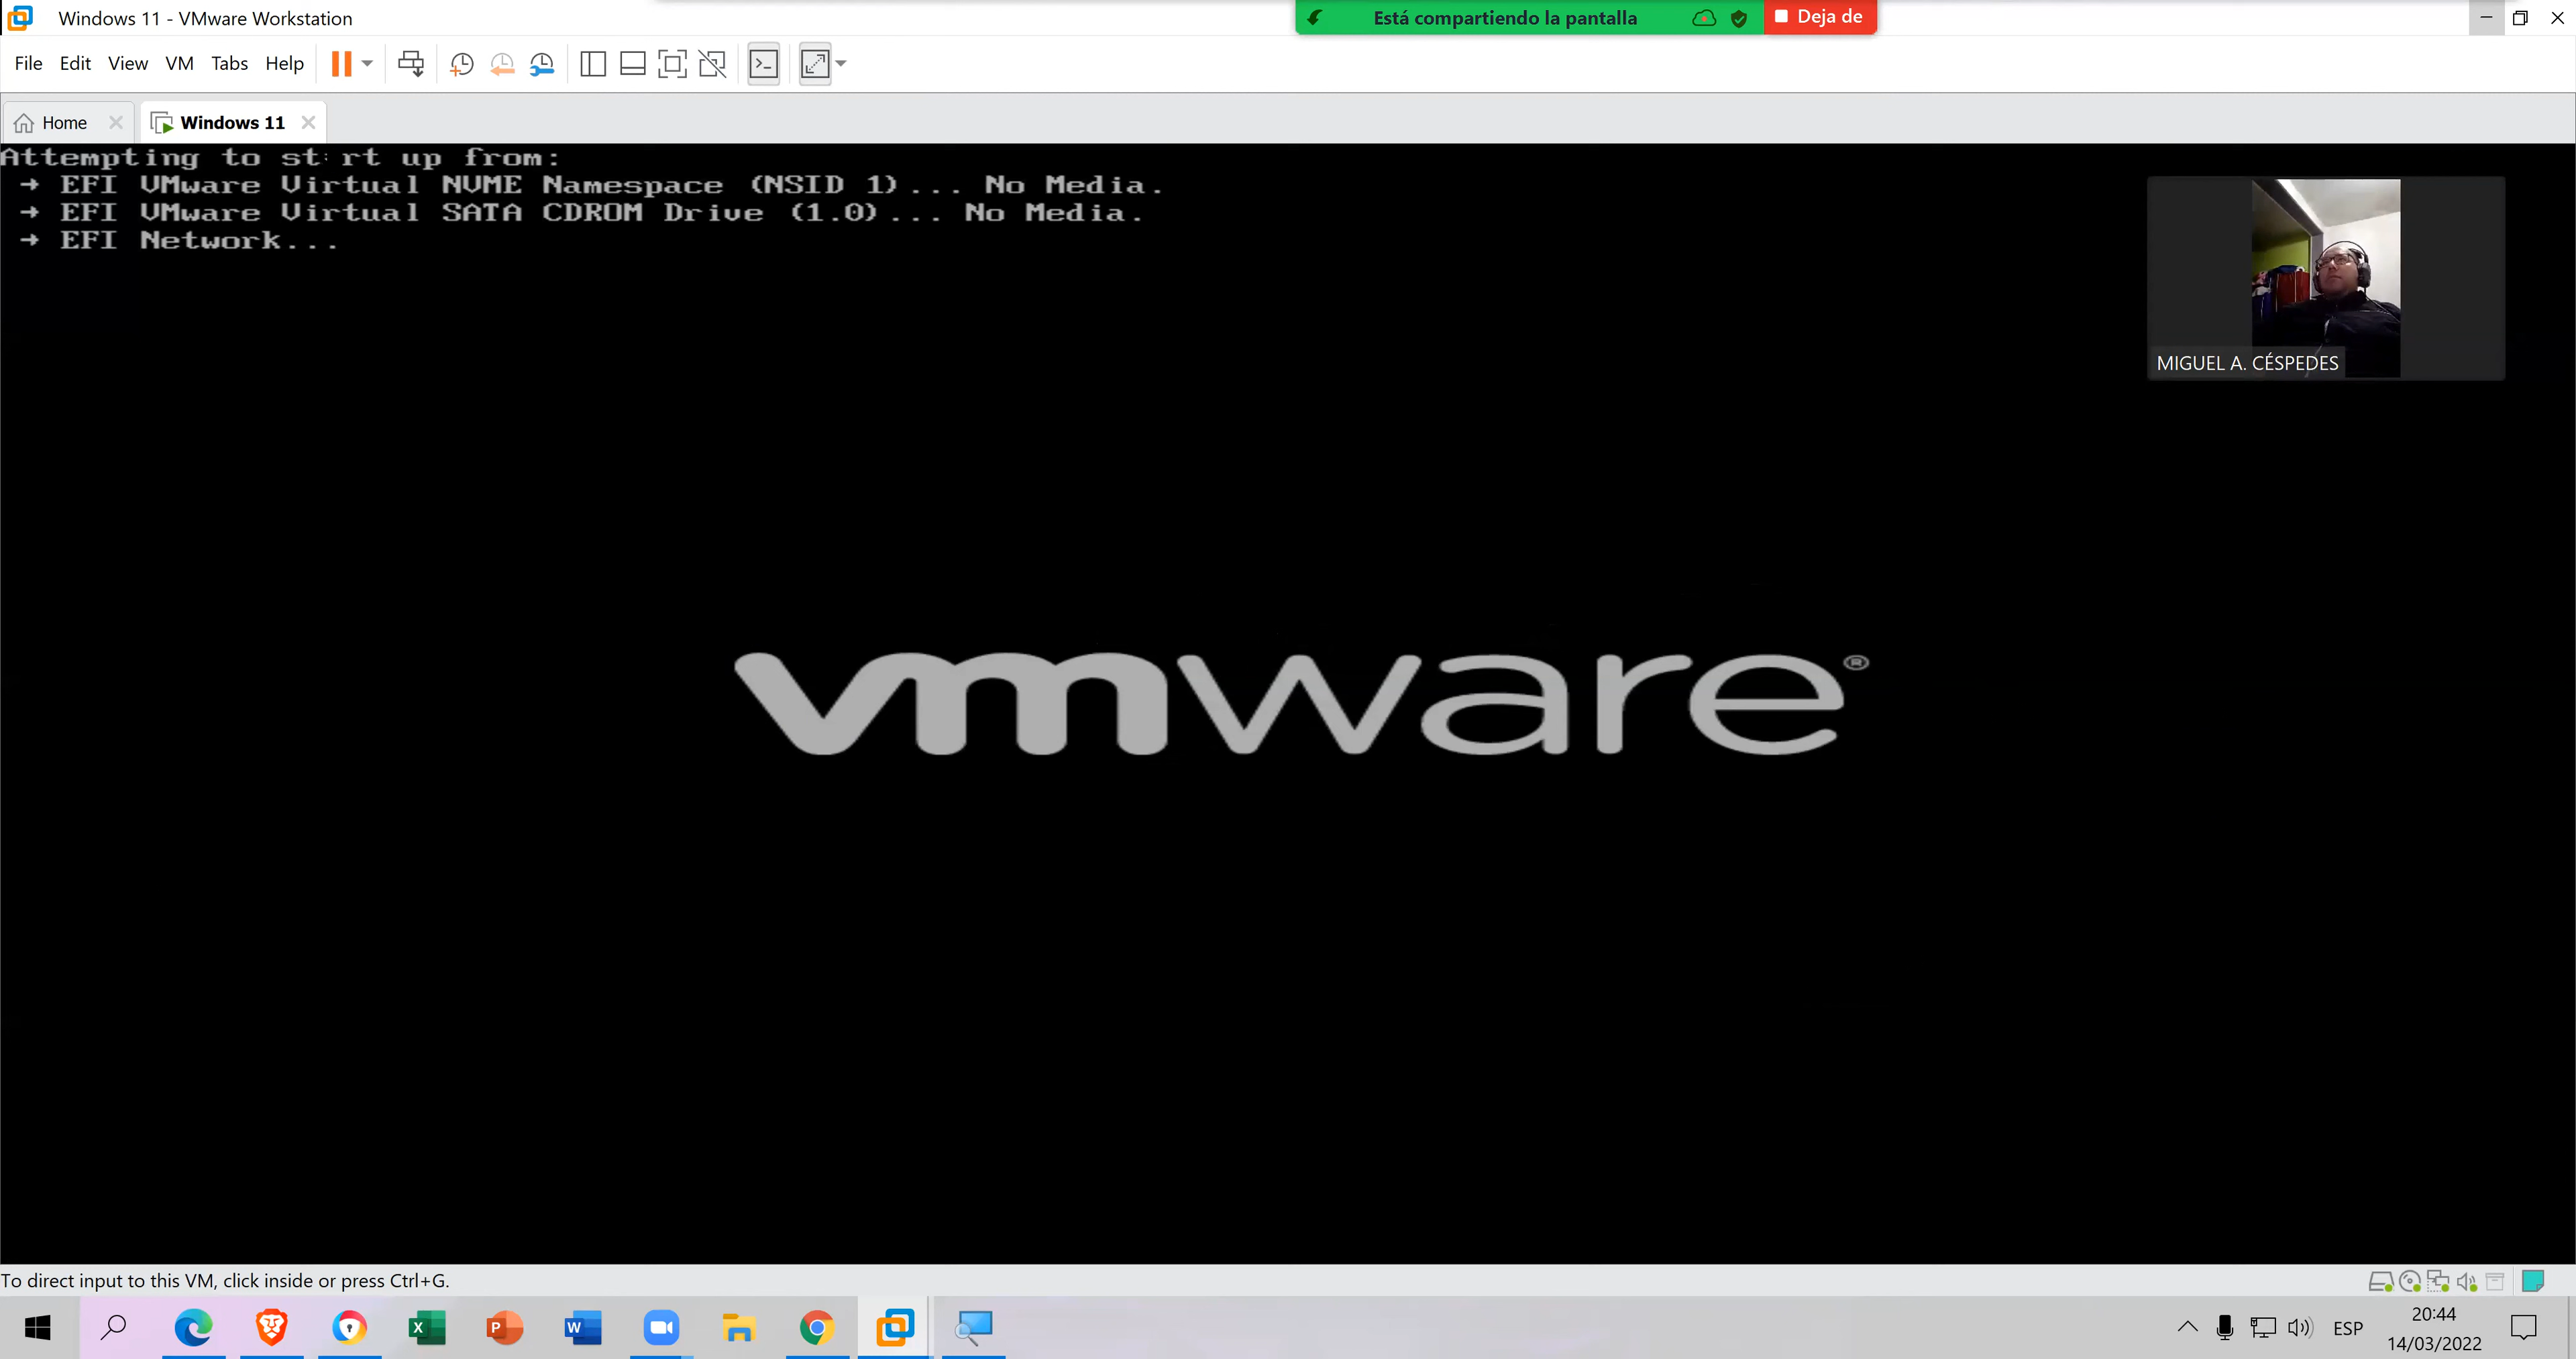 Windows 11 - VMware Workstation
Está compartiendo la pantalla
Deja de
File Edit View VM Tabs Help
Home
Windows 11
Attempting to start up from:
→ EFI VMware Virtual NVME Namespace (NSID 1)... No Media.
→ EFI VMware Virtual SATA CDROM Drive (1.0)... No Media.
→ EFI Network...
MIGUEL A. CÉSPEDES
vmware®
To direct input to this VM, click inside or press Ctrl+G.
ESP
20:44
14/03/2022